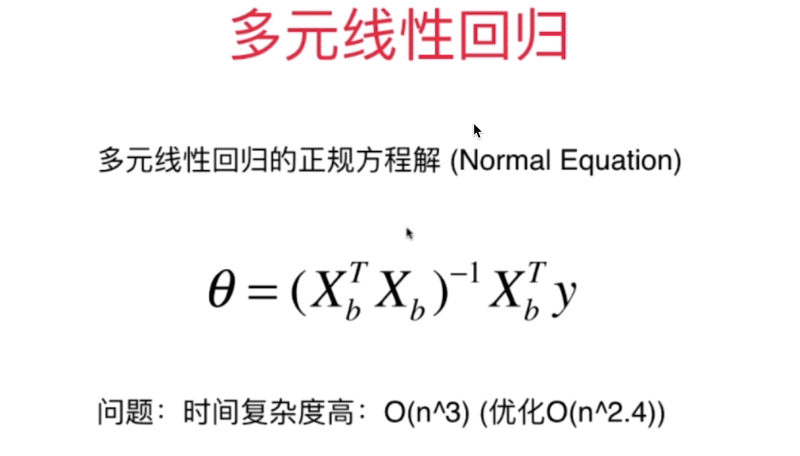 多元线性回归
多元线性回归的正规方程解 (Normal Equation)
θ = (X_b^T X_b)^{-1} X_b^T y
问题：时间复杂度高：O(n^3) (优化O(n^2.4))